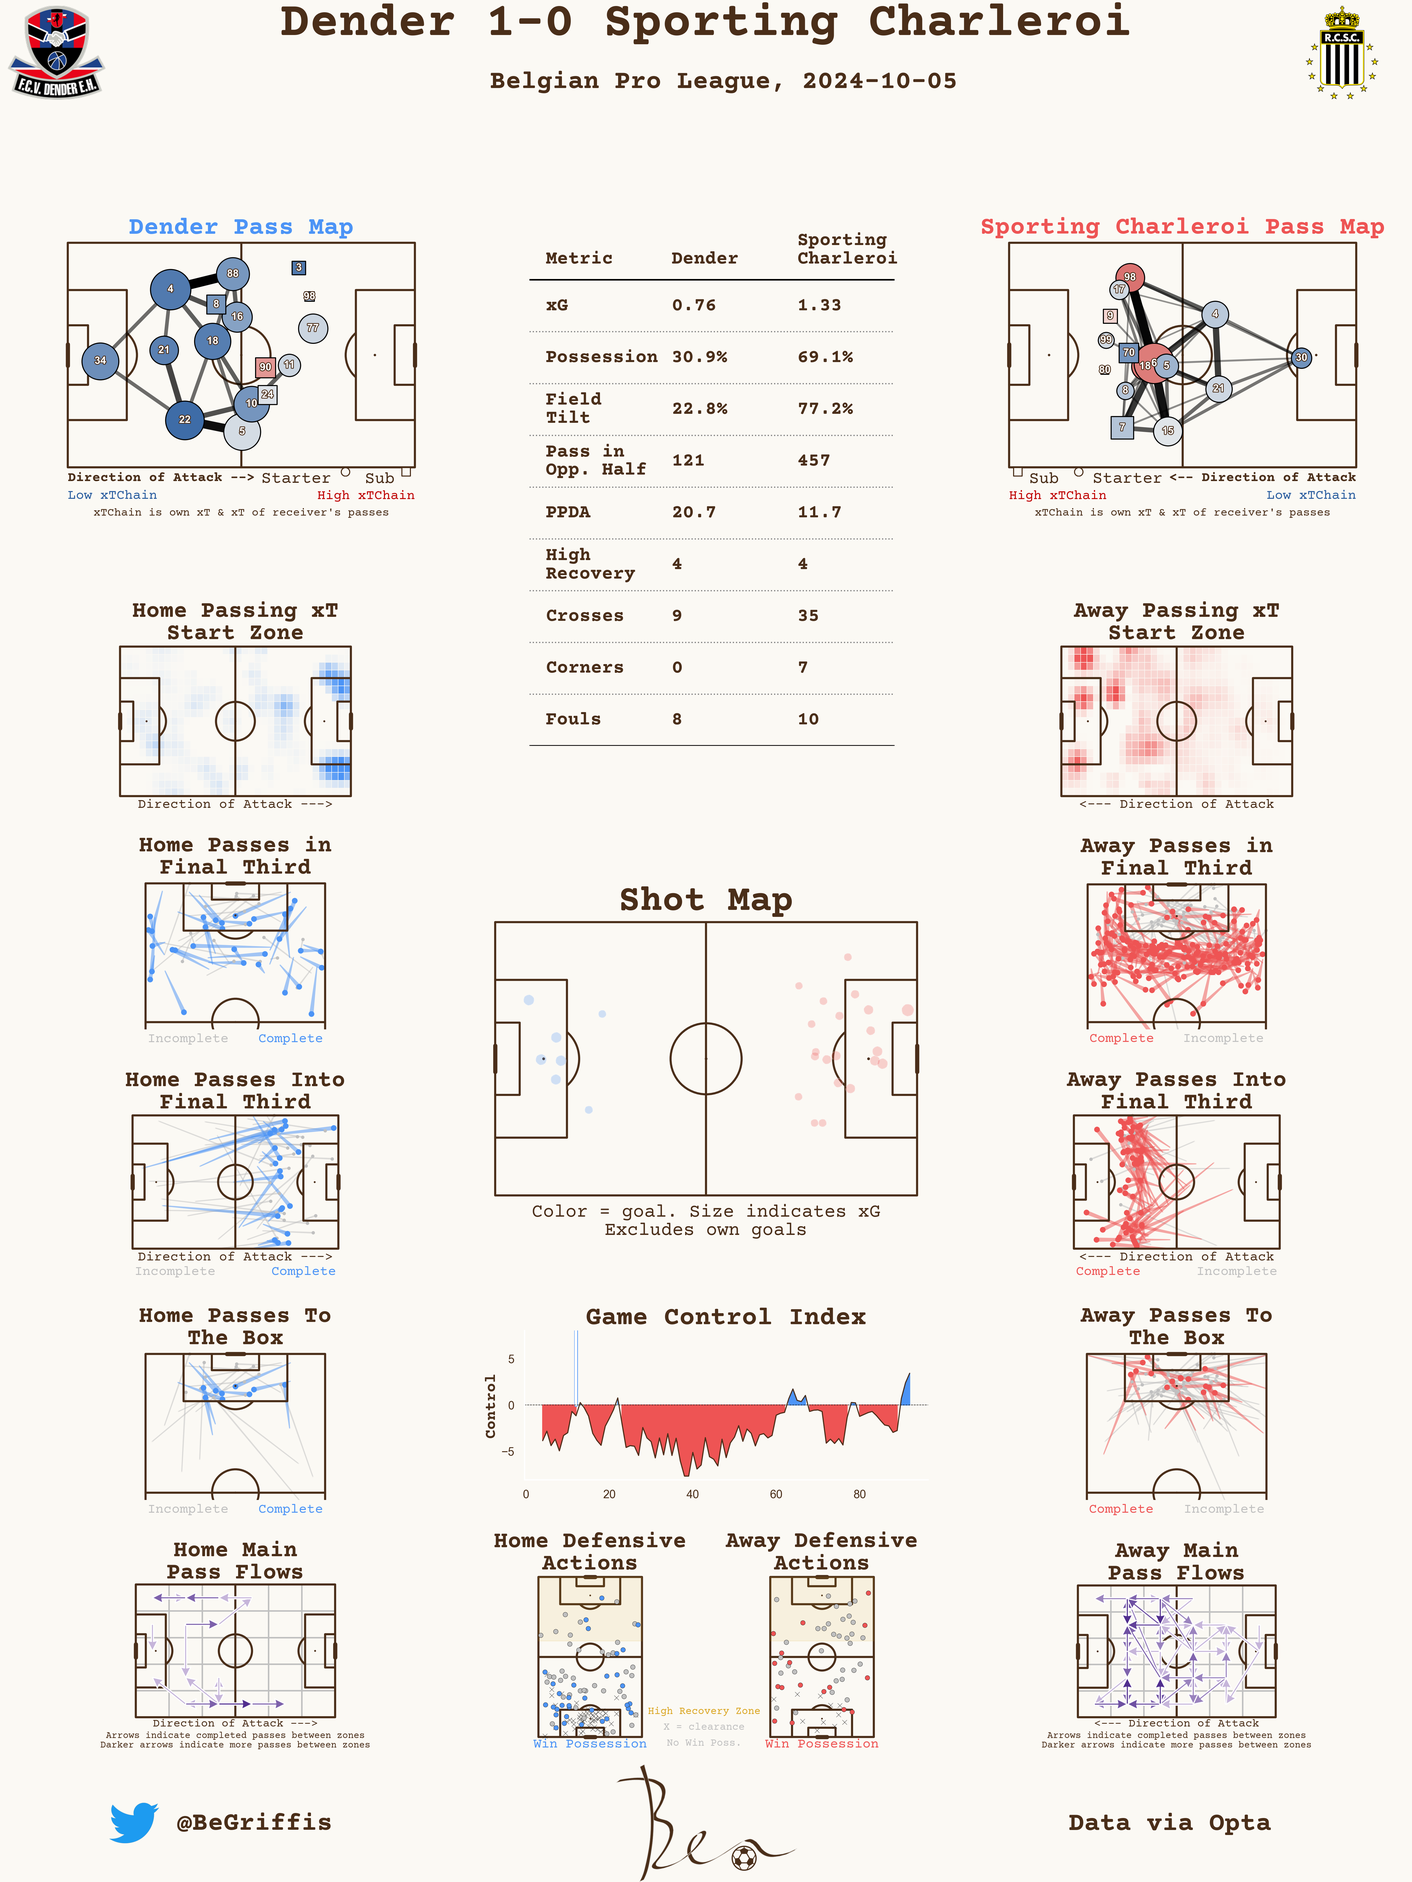 Dender 1-0 Sporting Charleroi
Belgian Pro League, 2024-10-05
F.C.V. DENDER E.H.
R.C.S.C.
Dender Pass Map
4
88
3
8
98
16
77
18
21
34
90
11
24
10
22
5
Direction of Attack --> Starter Sub
Low xTChain High xTChain
xTChain is own xT & xT of receiver's passes
Metric Dender Sporting Charleroi
xG 0.76 1.33
Possession 30.9% 69.1%
Field Tilt 22.8% 77.2%
Pass in Opp. Half 121 457
PPDA 20.7 11.7
High Recovery 4 4
Crosses 9 35
Corners 0 7
Fouls 8 10
Sporting Charleroi Pass Map
98
17
9
4
99
70
18
6
5
30
80
8
21
7
15
Sub Starter <-- Direction of Attack
High xTChain Low xTChain
xTChain is own xT & xT of receiver's passes
Home Passing xT
Start Zone
Direction of Attack --->
Away Passing xT
Start Zone
<--- Direction of Attack
Home Passes in
Final Third
Incomplete Complete
Away Passes in
Final Third
Complete Incomplete
Shot Map
Color = goal. Size indicates xG
Excludes own goals
Home Passes Into
Final Third
Direction of Attack --->
Incomplete Complete
Away Passes Into
Final Third
<--- Direction of Attack
Complete Incomplete
Home Passes To
The Box
Incomplete Complete
Game Control Index
Control
5
0
−5
0 20 40 60 80
Away Passes To
The Box
Complete Incomplete
Home Main
Pass Flows
Direction of Attack --->
Arrows indicate completed passes between zones
Darker arrows indicate more passes between zones
Home Defensive
Actions
Win Possession
High Recovery Zone
X = clearance
No Win Poss.
Away Defensive
Actions
Win Possession
Away Main
Pass Flows
<--- Direction of Attack
Arrows indicate completed passes between zones
Darker arrows indicate more passes between zones
@BeGriffis
Ben
Data via Opta